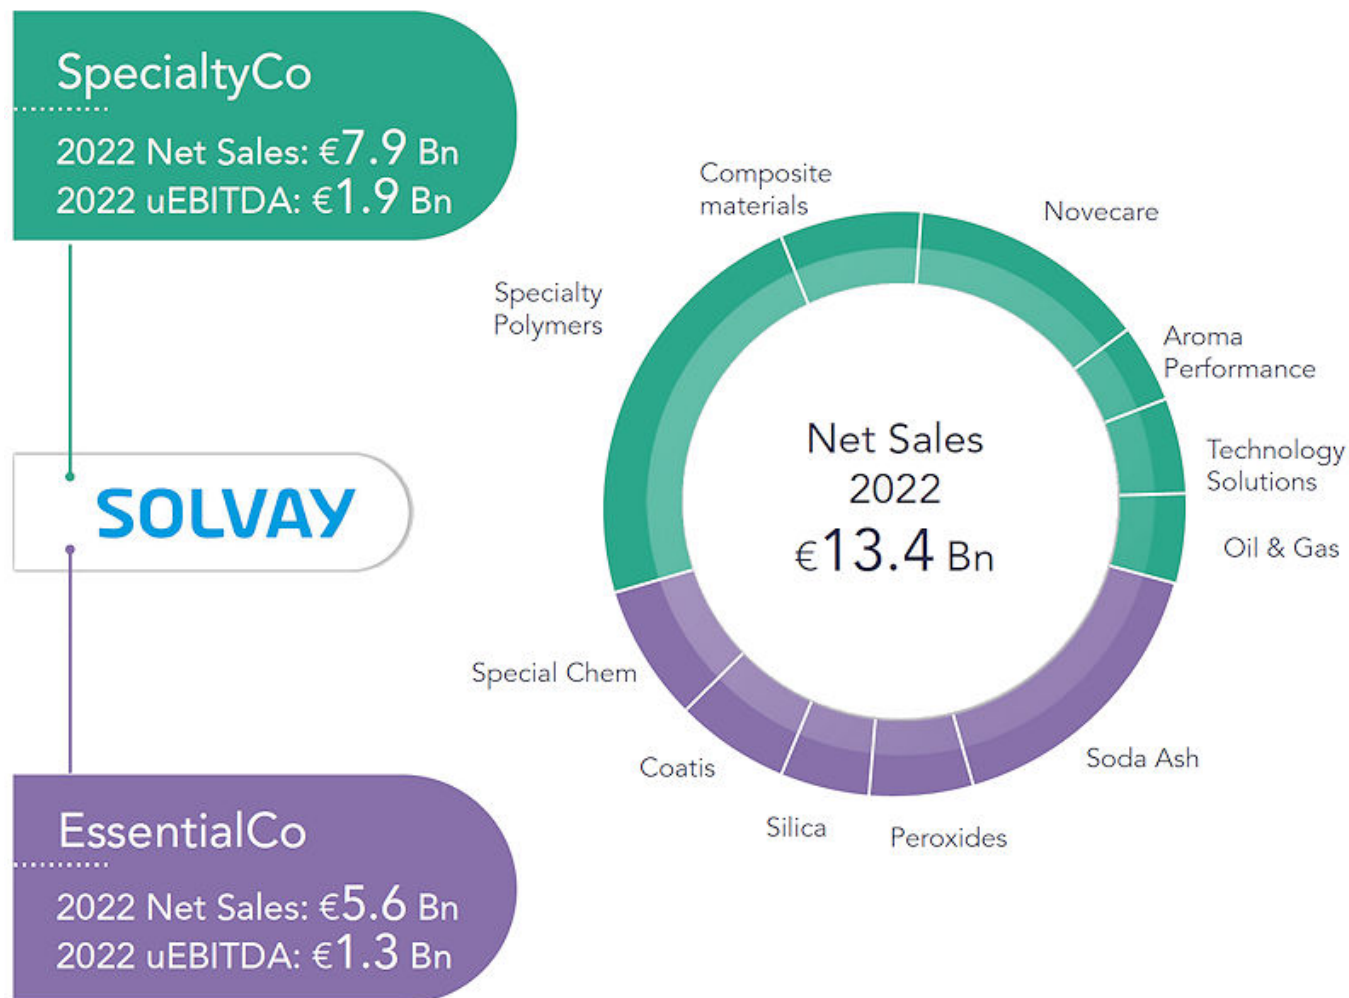 SpecialtyCo
2022 Net Sales: €7.9 Bn
2022 uEBITDA: €1.9 Bn
SOLVAY
EssentialCo
2022 Net Sales: €5.6 Bn
2022 uEBITDA: €1.3 Bn
Composite
materials
Novecare
Specialty
Polymers
Aroma
Performance
Technology
Solutions
Oil & Gas
Net Sales
2022
€13.4 Bn
Special Chem
Coatis
Silica
Peroxides
Soda Ash